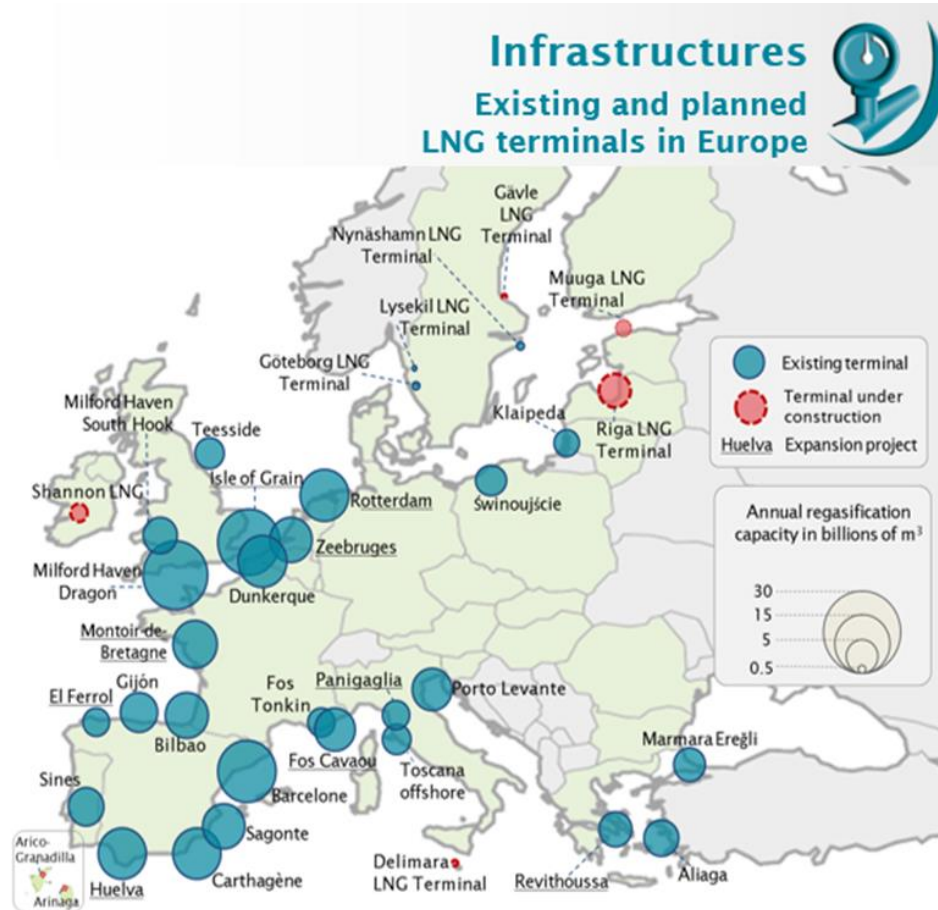 Infrastructures
Existing and planned
LNG terminals in Europe
Gävle
LNG
Terminal
Nynäshamn LNG
Terminal
Muuga LNG
Terminal
Lysekil LNG
Terminal
Göteborg LNG
Terminal
Milford Haven
South Hook
Teesside
Klaipeda
Riga LNG
Terminal
Existing terminal
Terminal under
construction
Huelva Expansion project
Isle of Grain
Shannon LNG
Rotterdam
Świnoujście
Zeebruges
Milford Haven
Dragon
Dunkerque
Annual regasification
capacity in billions of m³
30
15
5
0.5
Montoir-de-
Bretagne
El Ferrol
Gijón
Fos
Tonkin
Panigaglia
Porto Levante
Bilbao
Fos Cavaou
Marmara Ereğli
Sines
Barcelone
Toscana
offshore
Sagonte
Arico-
Grapadilla
Arinaga
Huelva
Carthagène
Delimara
LNG Terminal
Revithoussa
Aliaga